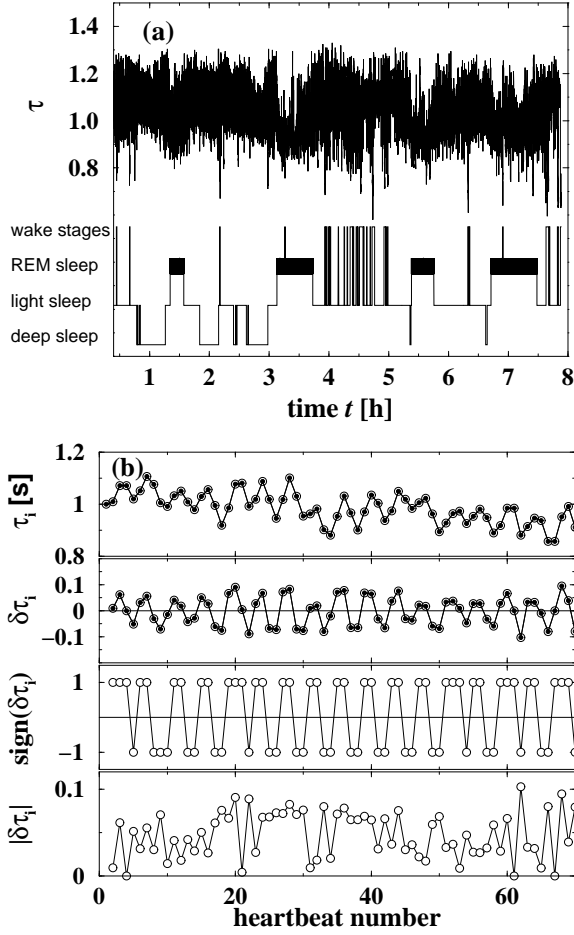 (a)
1.4
1.2
1.0
0.8
τ
wake stages
REM sleep
light sleep
deep sleep
1 2 3 4 5 6 7 8
time t [h]
(b)
1.2
1
0.8
τi [s]
0.1
0
−0.1
δτi
1
−1
sign(δτi)
0.1
0
|δτi|
0 20 40 60
heartbeat number